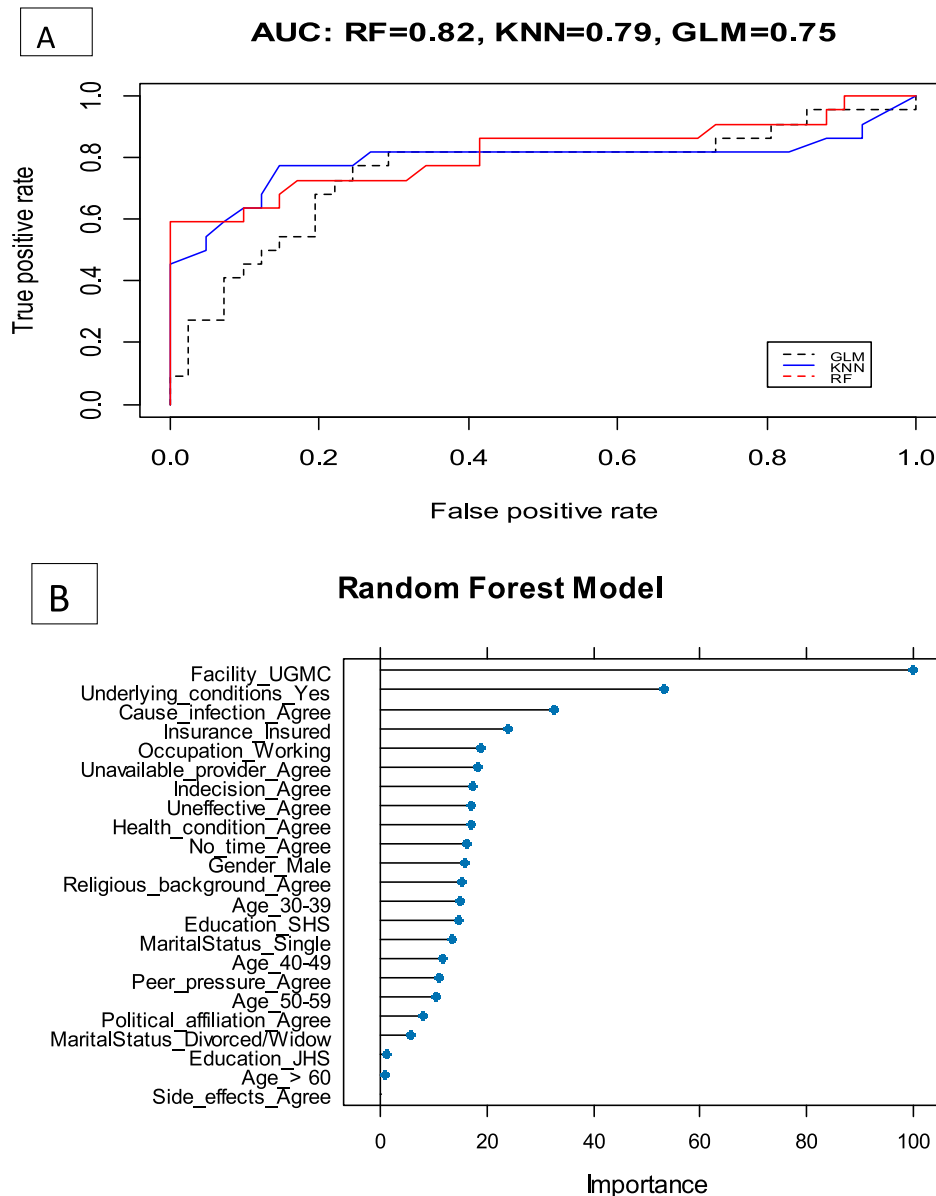 A
AUC: RF=0.82, KNN=0.79, GLM=0.75
True positive rate
1.0
0.8
0.6
0.4
0.2
0.0
GLM
KNN
RF
0.0 0.2 0.4 0.6 0.8 1.0
False positive rate
B
Random Forest Model
Facility_UGMC
Underlying_conditions_Yes
Cause_infection_Agree
Insurance_Insured
Occupation_Working
Unavailable_provider_Agree
Indecision_Agree
Uneffective_Agree
Health_condition_Agree
No_time_Agree
Gender_Male
Religious_background_Agree
Age_30-39
Education_SHS
MaritalStatus_Single
Age_40-49
Peer_pressure_Agree
Age_50-59
Political_affiliation_Agree
MaritalStatus_Divorced/Widow
Education_JHS
Age_> 60
Side_effects_Agree
0 20 40 60 80 100
Importance